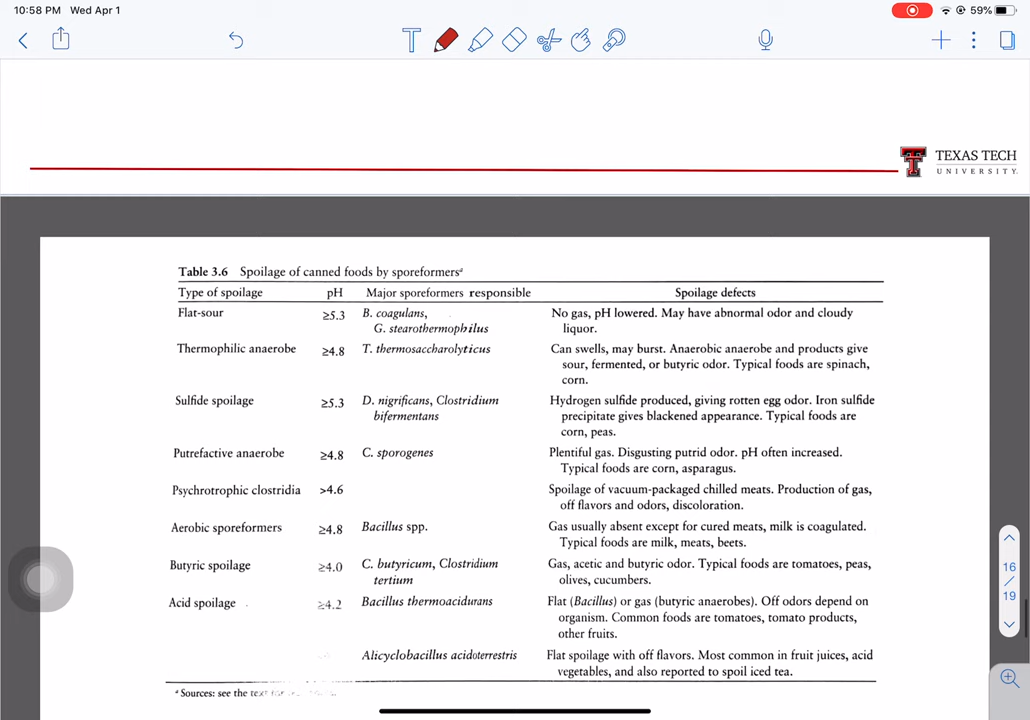 10:58 PM Wed Apr 1
59%
T
TEXAS TECH
UNIVERSITY
Table 3.6 Spoilage of canned foods by sporeformersᵃ
Type of spoilage pH Major sporeformers responsible Spoilage defects
Flat-sour ≥5.3 B. coagulans, No gas, pH lowered. May have abnormal odor and cloudy
G. stearothermophilus liquor.
Thermophilic anaerobe ≥4.8 T. thermosaccharolyticus Can swells, may burst. Anaerobic anaerobe and products give
sour, fermented, or butyric odor. Typical foods are spinach,
corn.
Sulfide spoilage ≥5.3 D. nigrificans, Clostridium Hydrogen sulfide produced, giving rotten egg odor. Iron sulfide
bifermentans precipitate gives blackened appearance. Typical foods are
corn, peas.
Putrefactive anaerobe ≥4.8 C. sporogenes Plentiful gas. Disgusting putrid odor. pH often increased.
Typical foods are corn, asparagus.
Psychrotrophic clostridia >4.6 Spoilage of vacuum-packaged chilled meats. Production of gas,
off flavors and odors, discoloration.
Aerobic sporeformers ≥4.8 Bacillus spp. Gas usually absent except for cured meats, milk is coagulated.
Typical foods are milk, meats, beets.
Butyric spoilage ≥4.0 C. butyricum, Clostridium Gas, acetic and butyric odor. Typical foods are tomatoes, peas,
tertium olives, cucumbers.
Acid spoilage ≥4.2 Bacillus thermoacidurans Flat (Bacillus) or gas (butyric anaerobes). Off odors depend on
organism. Common foods are tomatoes, tomato products,
other fruits.
Alicyclobacillus acidoterrestris Flat spoilage with off flavors. Most common in fruit juices, acid
vegetables, and also reported to spoil iced tea.
ᵃ Sources: see the text for
16
/
19